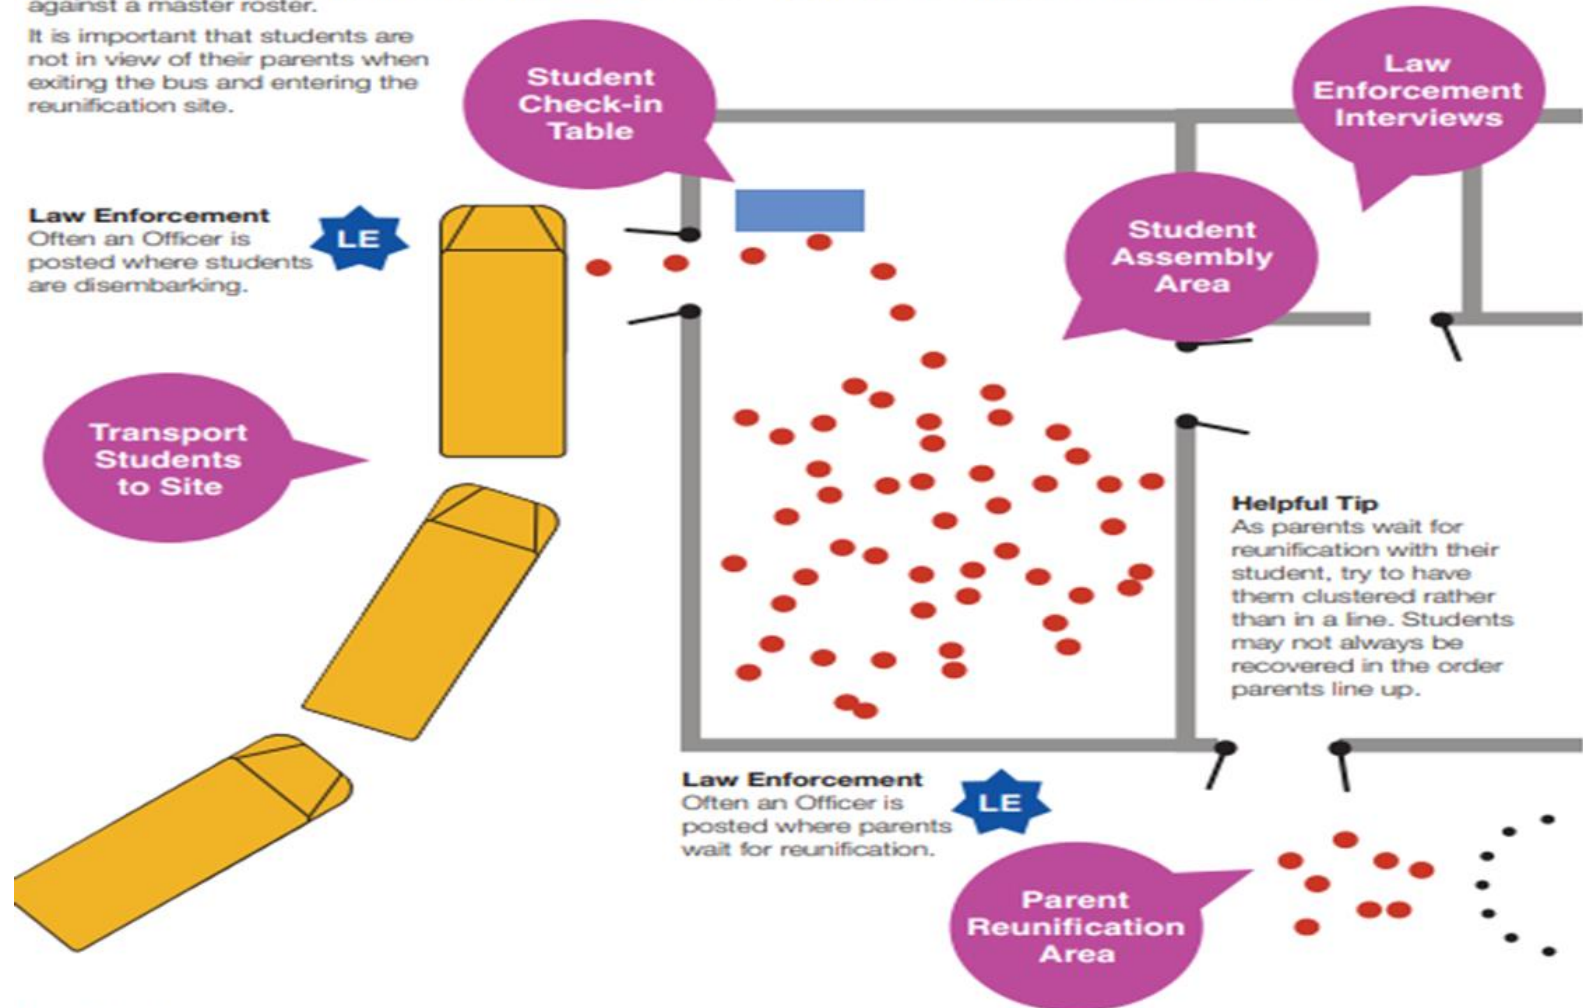 against a master roster.
It is important that students are
not in view of their parents when
exiting the bus and entering the
reunification site.
Student
Check-in
Table
Law
Enforcement
Interviews
Law Enforcement
Often an Officer is
posted where students
are disembarking.
LE
Student
Assembly
Area
Transport
Students
to Site
Helpful Tip
As parents wait for
reunification with their
student, try to have
them clustered rather
than in a line. Students
may not always be
recovered in the order
parents line up.
Law Enforcement
Often an Officer is
posted where parents
wait for reunification.
LE
Parent
Reunification
Area